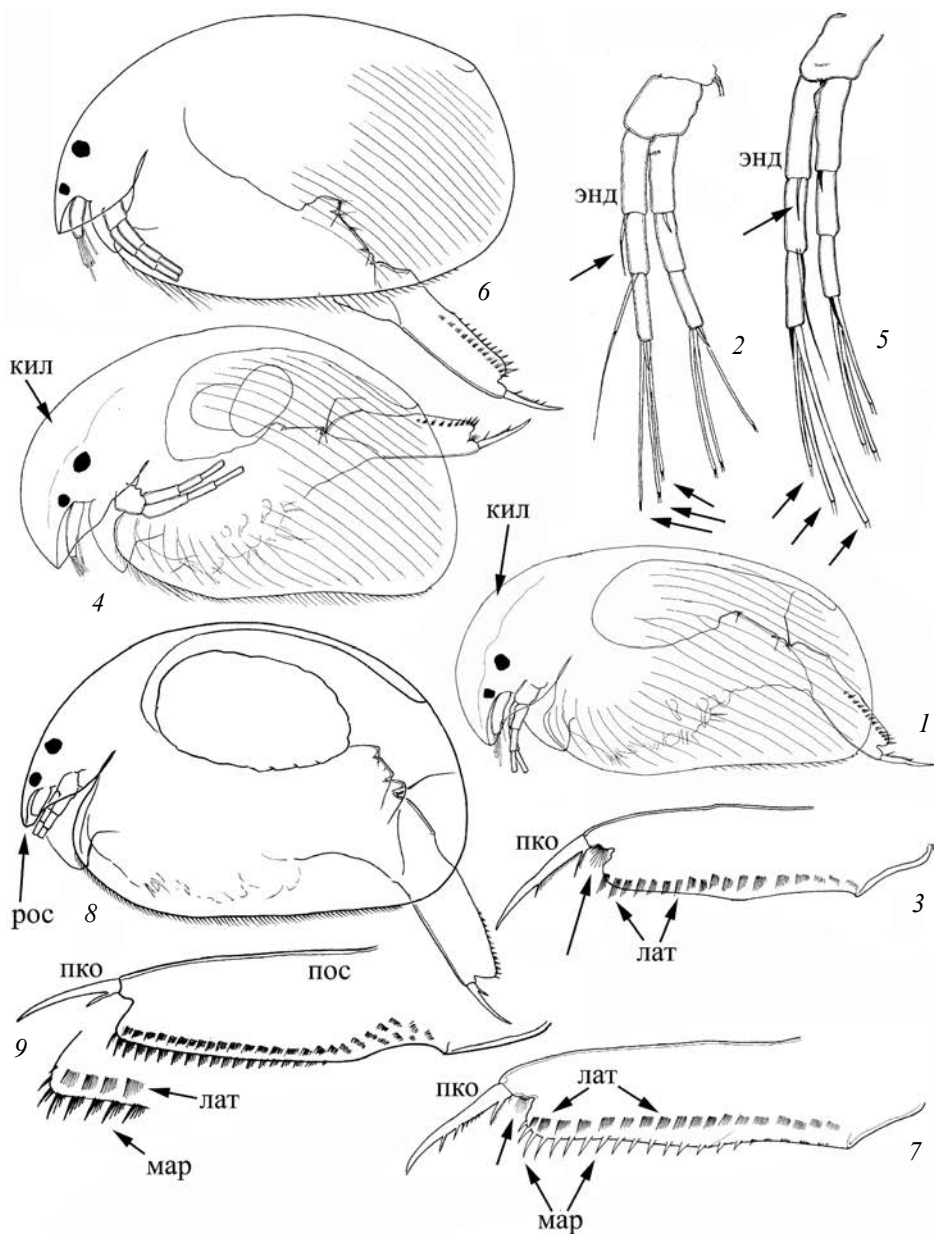 энд
энд
6
2
5
кил
4
кил
1
рос
8
пко
3
лат
пко
пос
9
лат
мар
пко
лат
7
мар